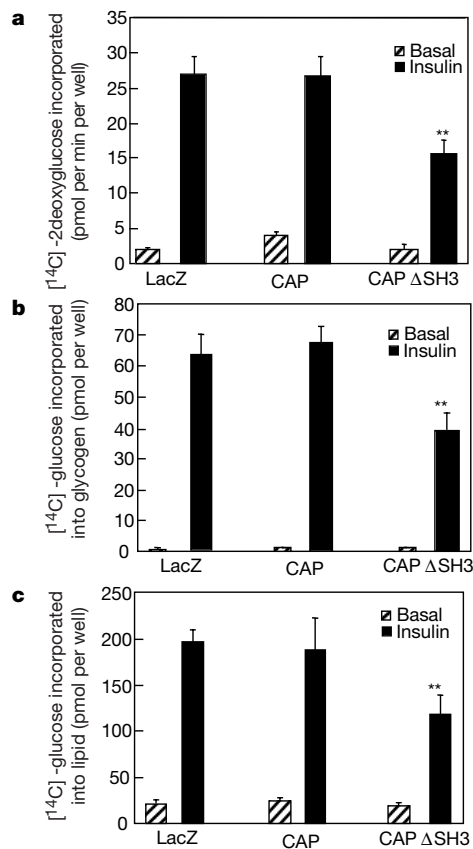 a
[14C] -2deoxyglucose incorporated
(pmol per min per well)
35
30
25
20
15
10
5
0
Basal
Insulin
**
LacZ CAP CAP ΔSH3
b
[14C] -glucose incorporated
into glycogen (pmol per well)
80
70
60
50
40
30
20
10
0
Basal
Insulin
**
LacZ CAP CAP ΔSH3
c
[14C] -glucose incorporated
into lipid (pmol per well)
250
200
150
100
50
0
Basal
Insulin
**
LacZ CAP CAP ΔSH3